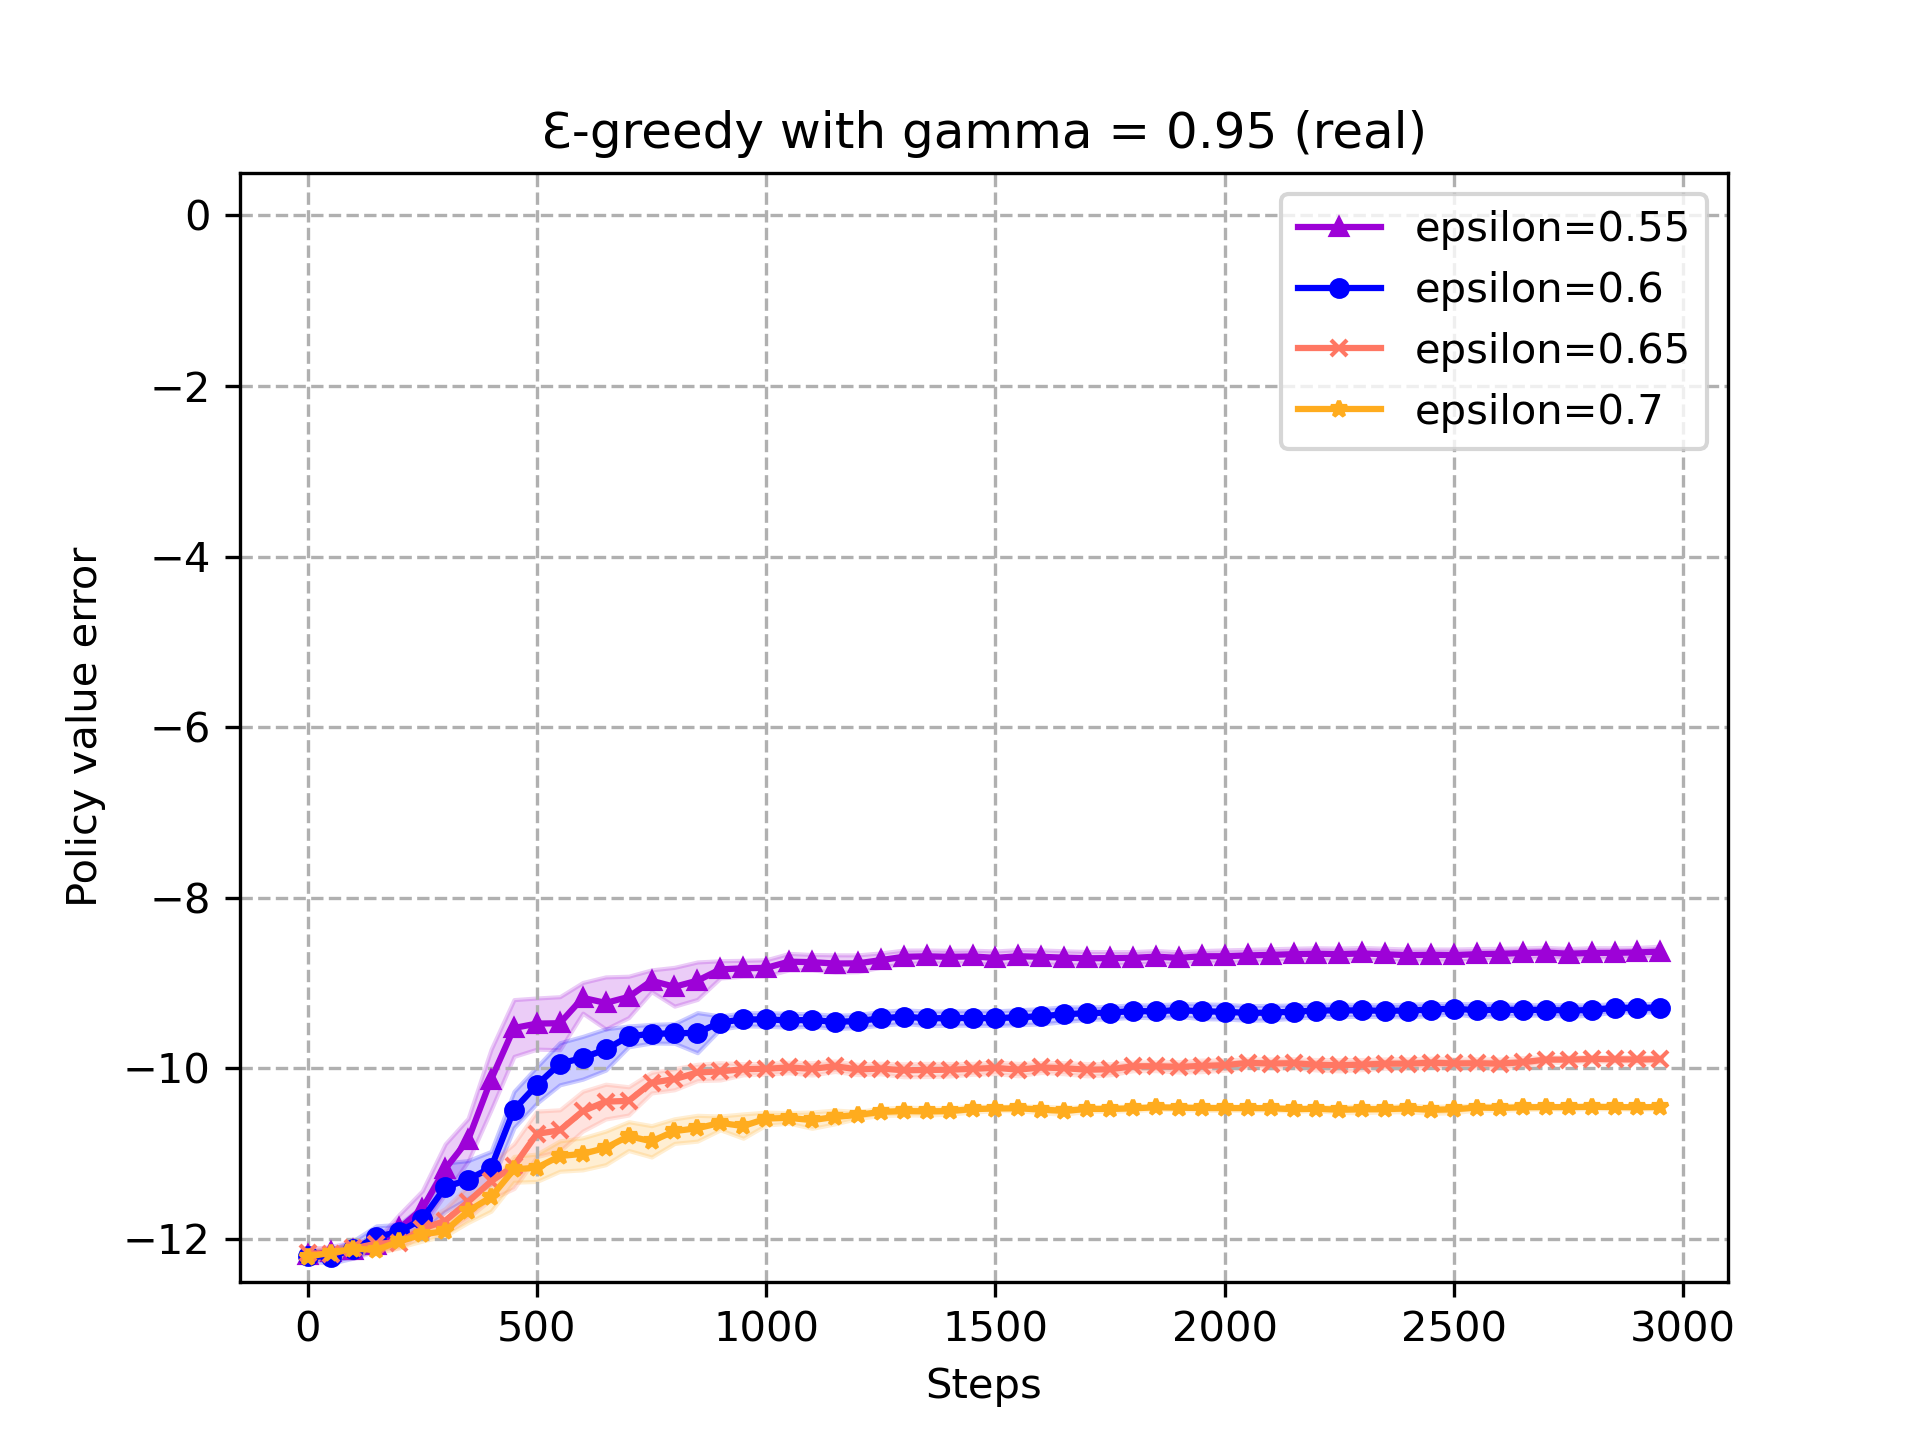 Ɛ-greedy with gamma = 0.95 (real)
epsilon=0.55
epsilon=0.6
epsilon=0.65
epsilon=0.7
Policy value error
0
−2
−4
−6
−8
−10
−12
0 500 1000 1500 2000 2500 3000
Steps